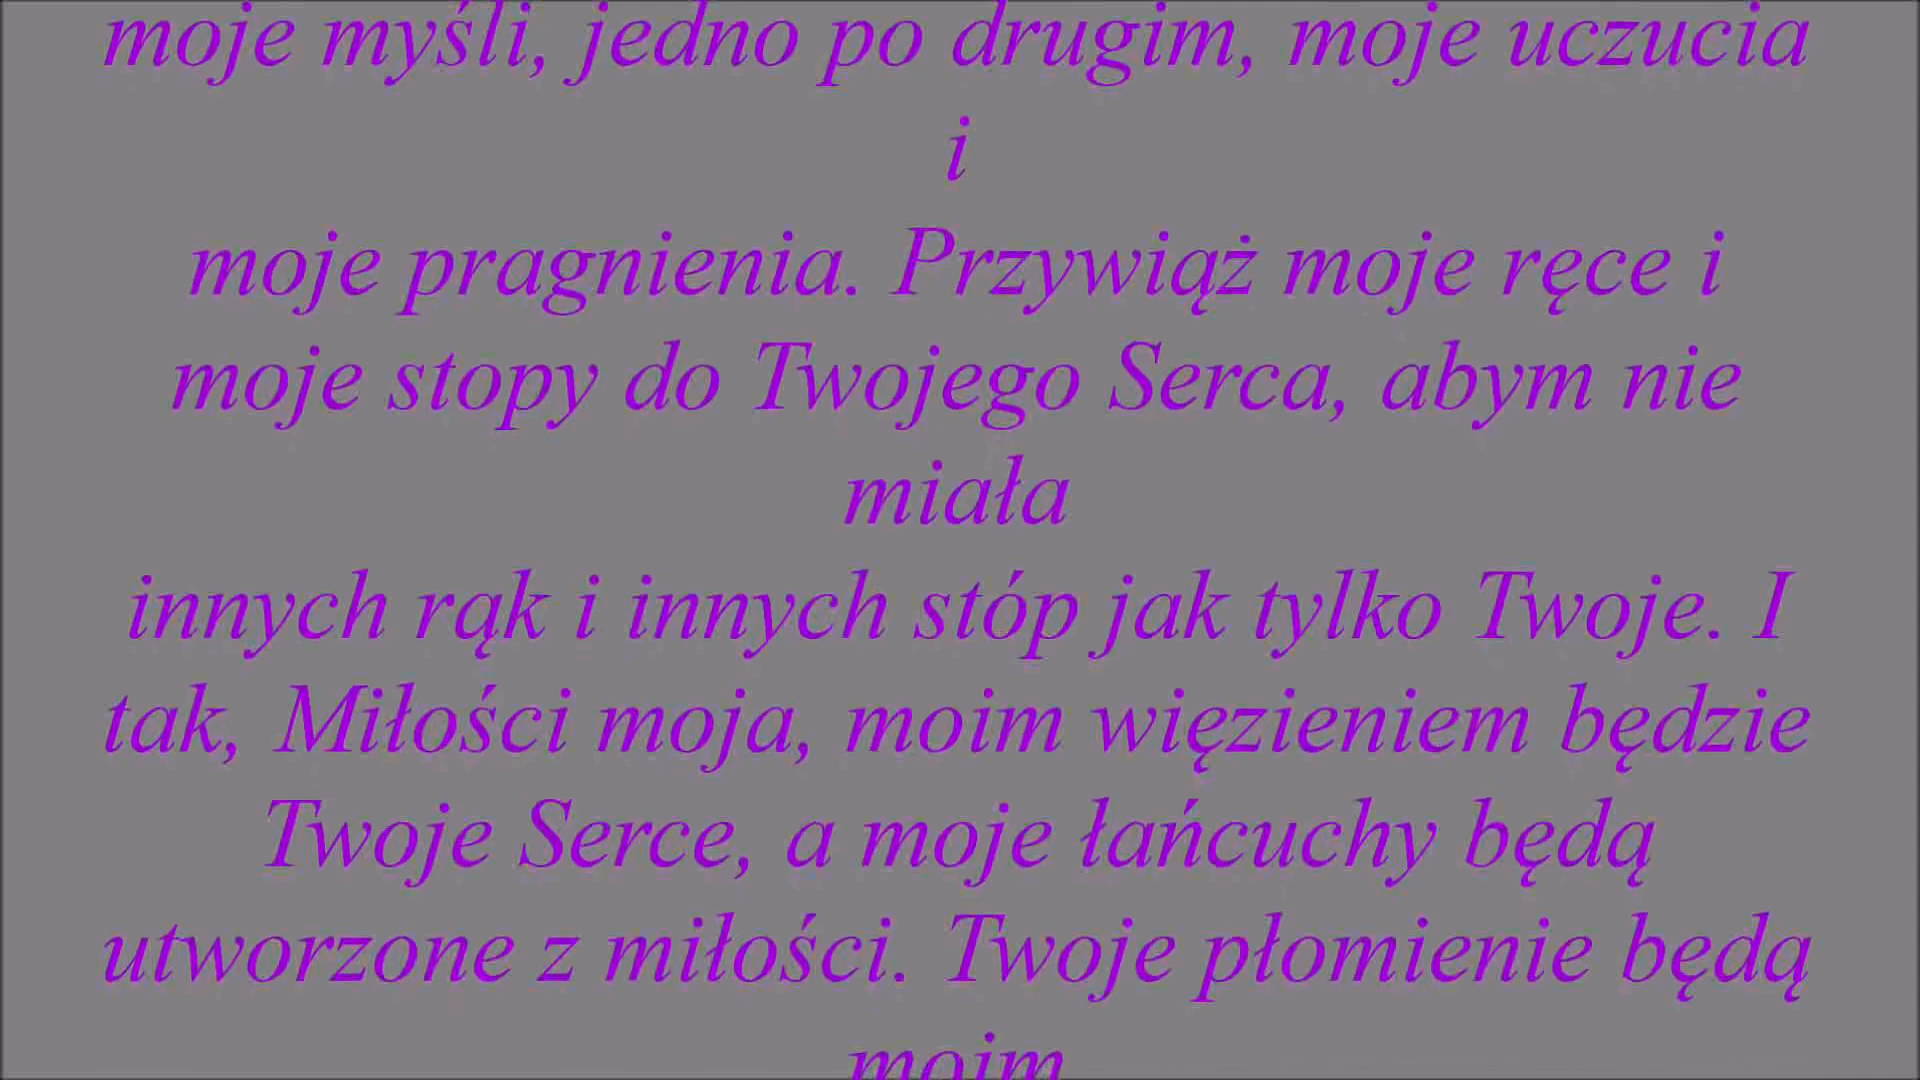 moje myśli, jedno po drugim, moje uczucia
i
moje pragnienia. Przywiąż moje ręce i
moje stopy do Twojego Serca, abym nie
miała
innych rąk i innych stóp jak tylko Twoje. I
tak, Miłości moja, moim więzieniem będzie
Twoje Serce, a moje łańcuchy będą
utworzone z miłości. Twoje płomienie będą
moim